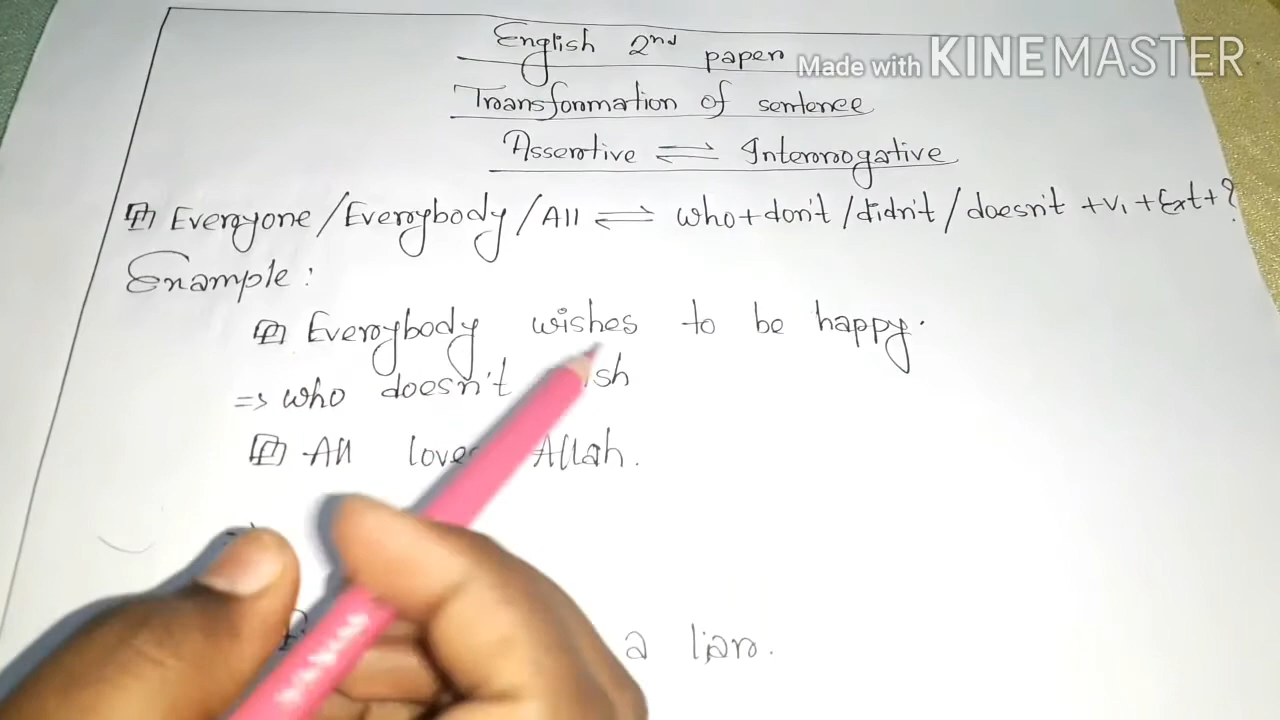 English 2nd paper
Made with KINEMASTER
Transformation of sentence
Assertive ⇌ Interrogative
Everyone/Everybody/All ⇌ who+don't/didn't/doesn't +V1+Ext+?
Example:
Everybody wishes to be happy.
⇒ who doesn't
All Allah.
a liar.